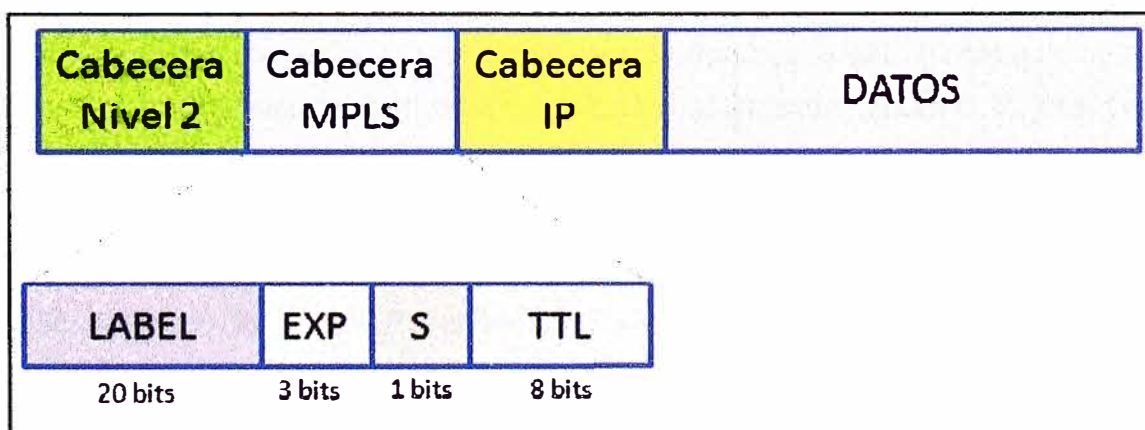 Cabecera Nivel 2
Cabecera MPLS
Cabecera IP
DATOS
LABEL
EXP
S
TTL
20 bits
3 bits
1 bits
8 bits